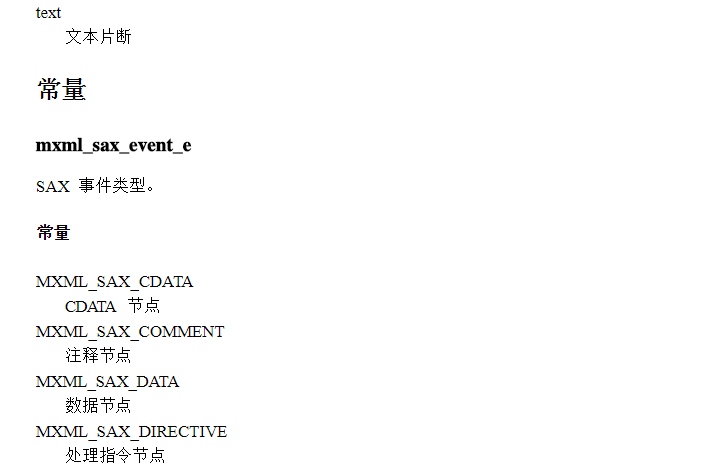 text
文本片断
常量
mxml_sax_event_e
SAX 事件类型。
常量
MXML_SAX_CDATA
CDATA 节点
MXML_SAX_COMMENT
注释节点
MXML_SAX_DATA
数据节点
MXML_SAX_DIRECTIVE
处理指令节点